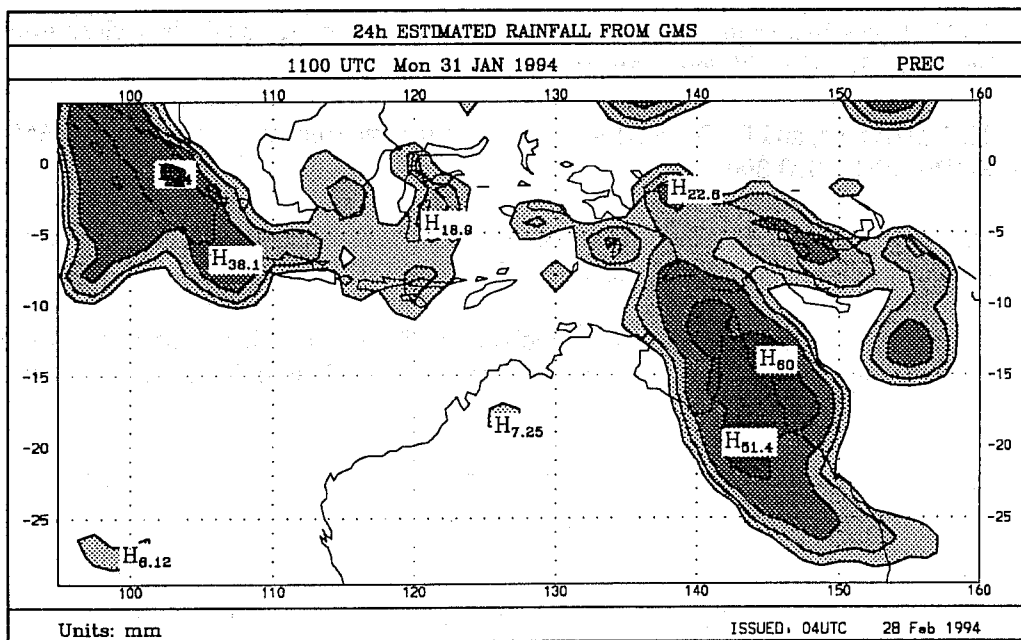 24h ESTIMATED RAINFALL FROM GMS
1100 UTC Mon 31 JAN 1994 PREC
100 110 120 130 140 150 160
0 0
-5 -5
-10 -10
-15 -15
-20 -20
-25 -25
H22.6
H18.9
H38.1
H60
H51.4
H7.25
H6.12
100 110 120 130 140 150 160
Units: mm ISSUED: 04UTC 28 Feb 1994